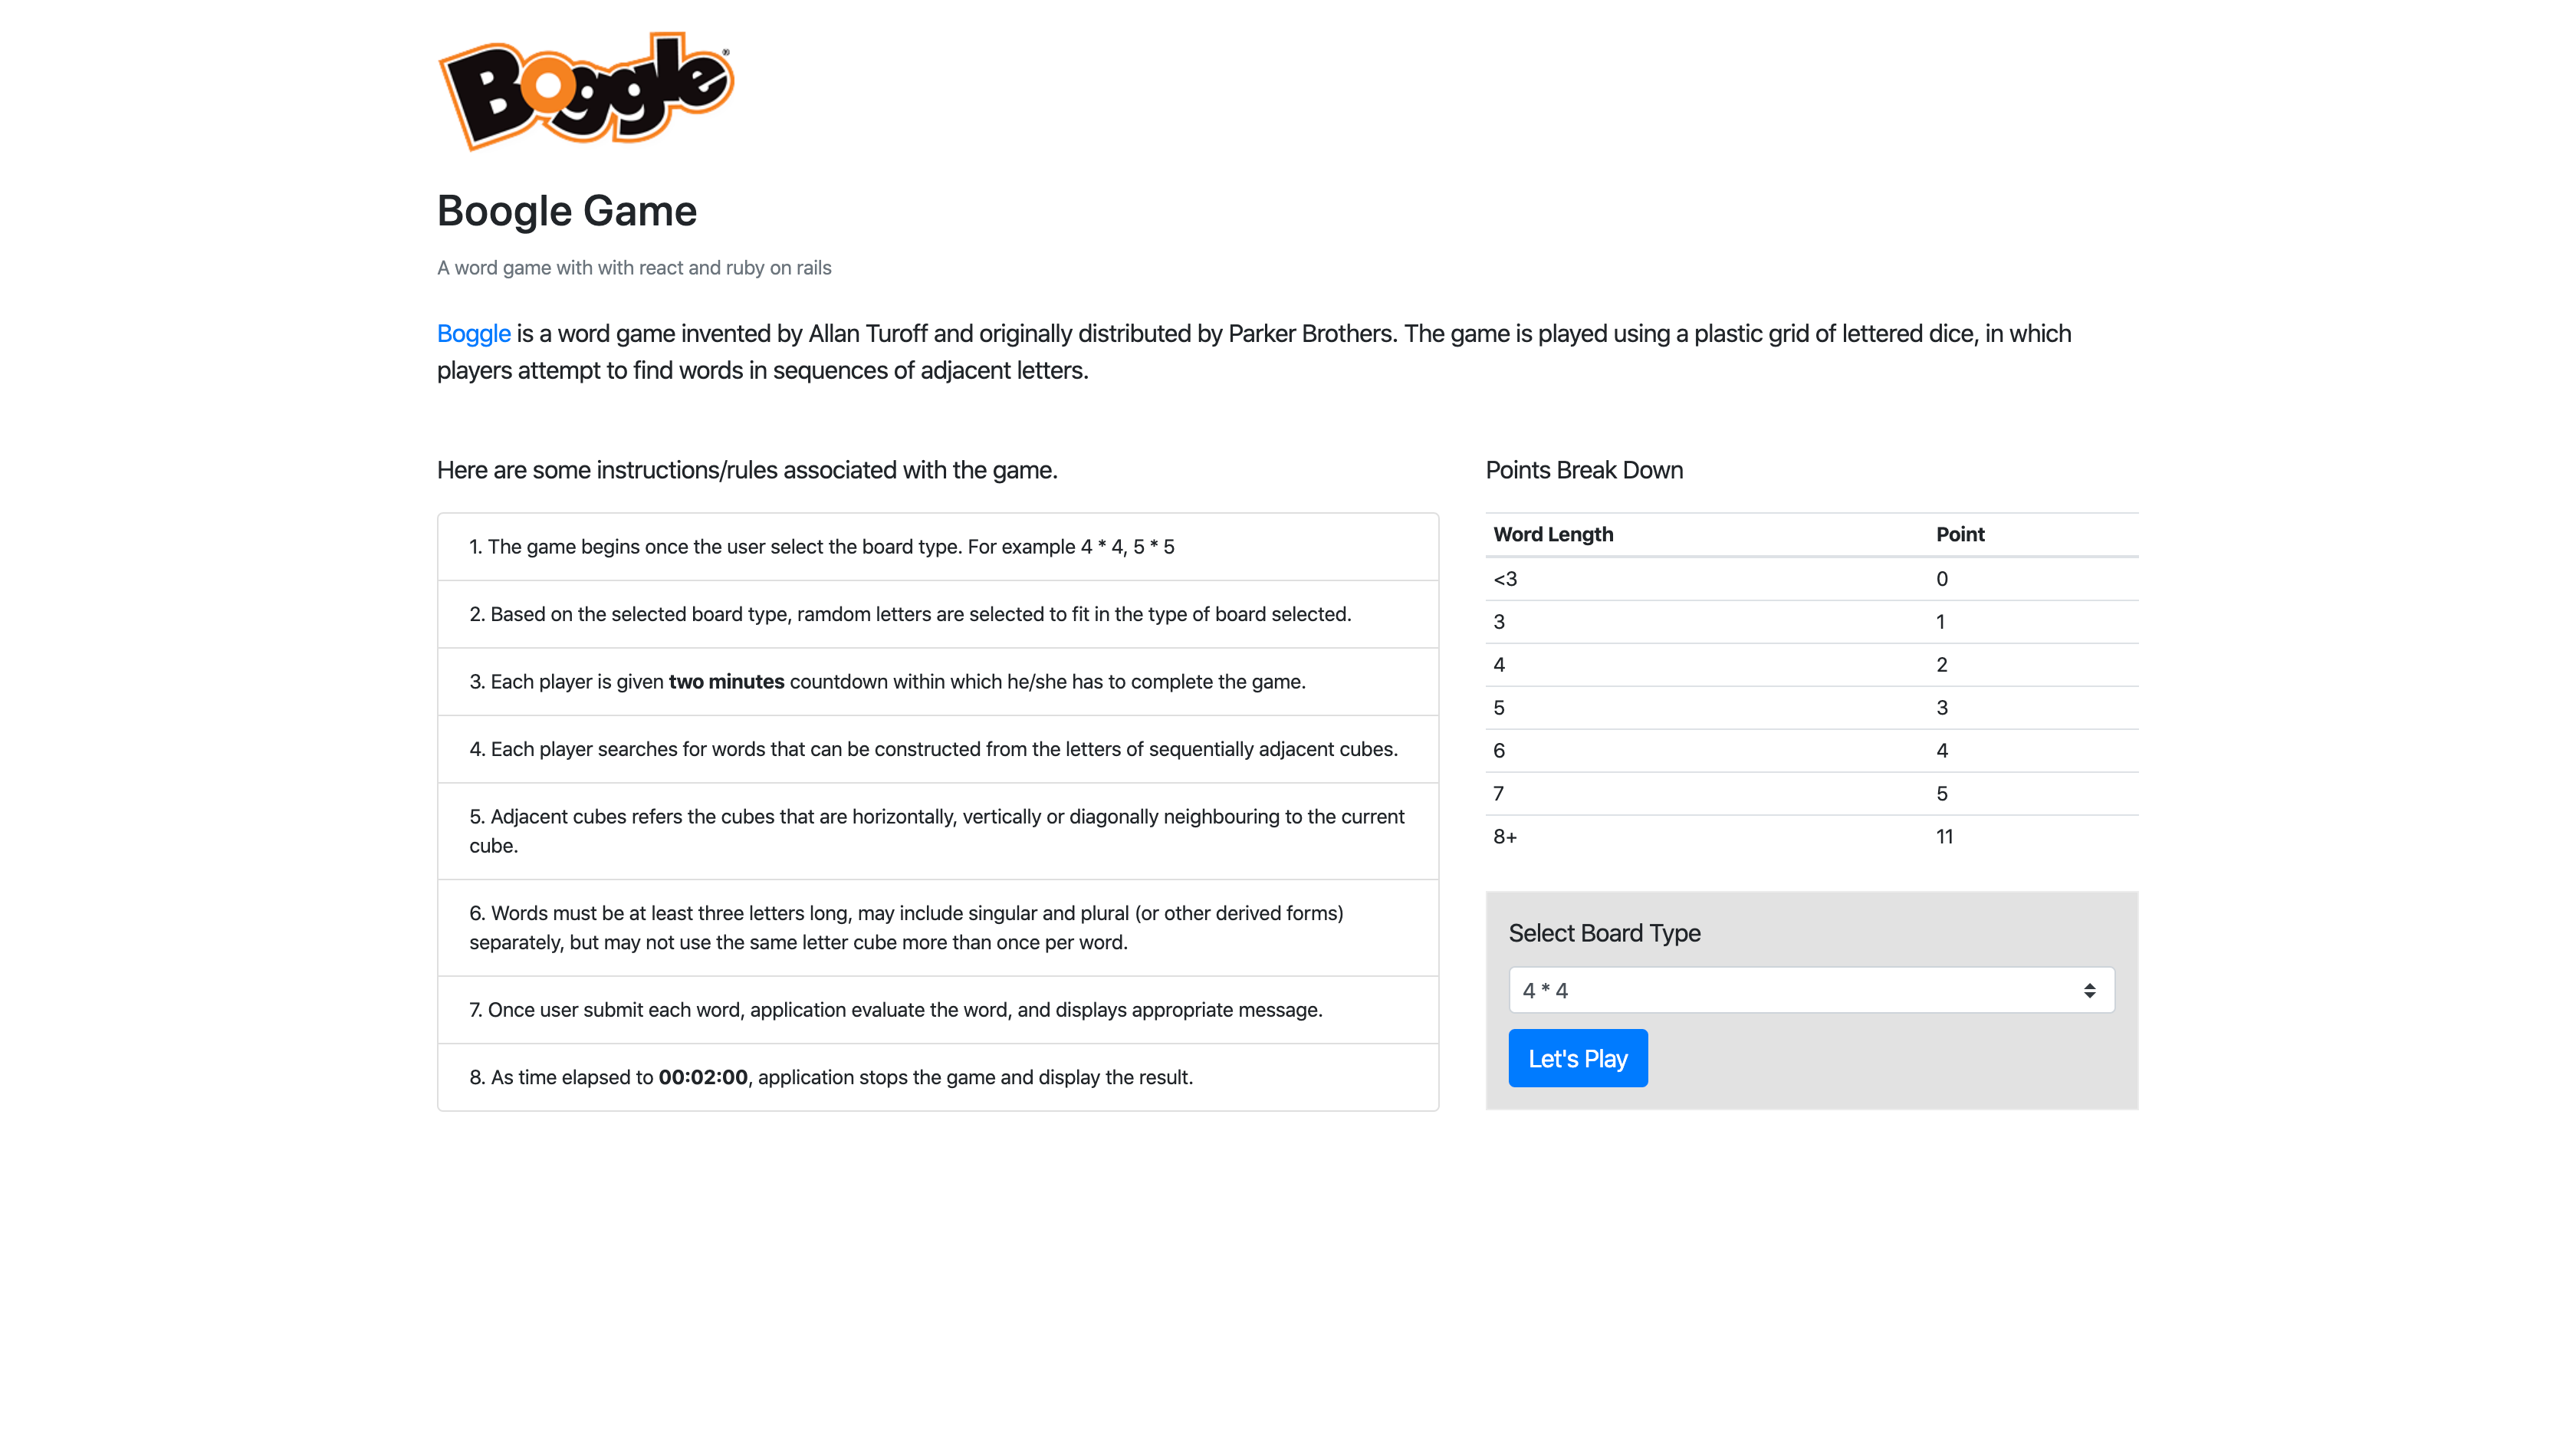 Boggle®
Boogle Game
A word game with with react and ruby on rails
Boggle is a word game invented by Allan Turoff and originally distributed by Parker Brothers. The game is played using a plastic grid of lettered dice, in which
players attempt to find words in sequences of adjacent letters.
Here are some instructions/rules associated with the game.
1. The game begins once the user select the board type. For example 4 * 4, 5 * 5
2. Based on the selected board type, ramdom letters are selected to fit in the type of board selected.
3. Each player is given two minutes countdown within which he/she has to complete the game.
4. Each player searches for words that can be constructed from the letters of sequentially adjacent cubes.
5. Adjacent cubes refers the cubes that are horizontally, vertically or diagonally neighbouring to the current
cube.
6. Words must be at least three letters long, may include singular and plural (or other derived forms)
separately, but may not use the same letter cube more than once per word.
7. Once user submit each word, application evaluate the word, and displays appropriate message.
8. As time elapsed to 00:02:00, application stops the game and display the result.
Points Break Down
Word Length Point
<3 0
3 1
4 2
5 3
6 4
7 5
8+ 11
Select Board Type
4 * 4
Let's Play